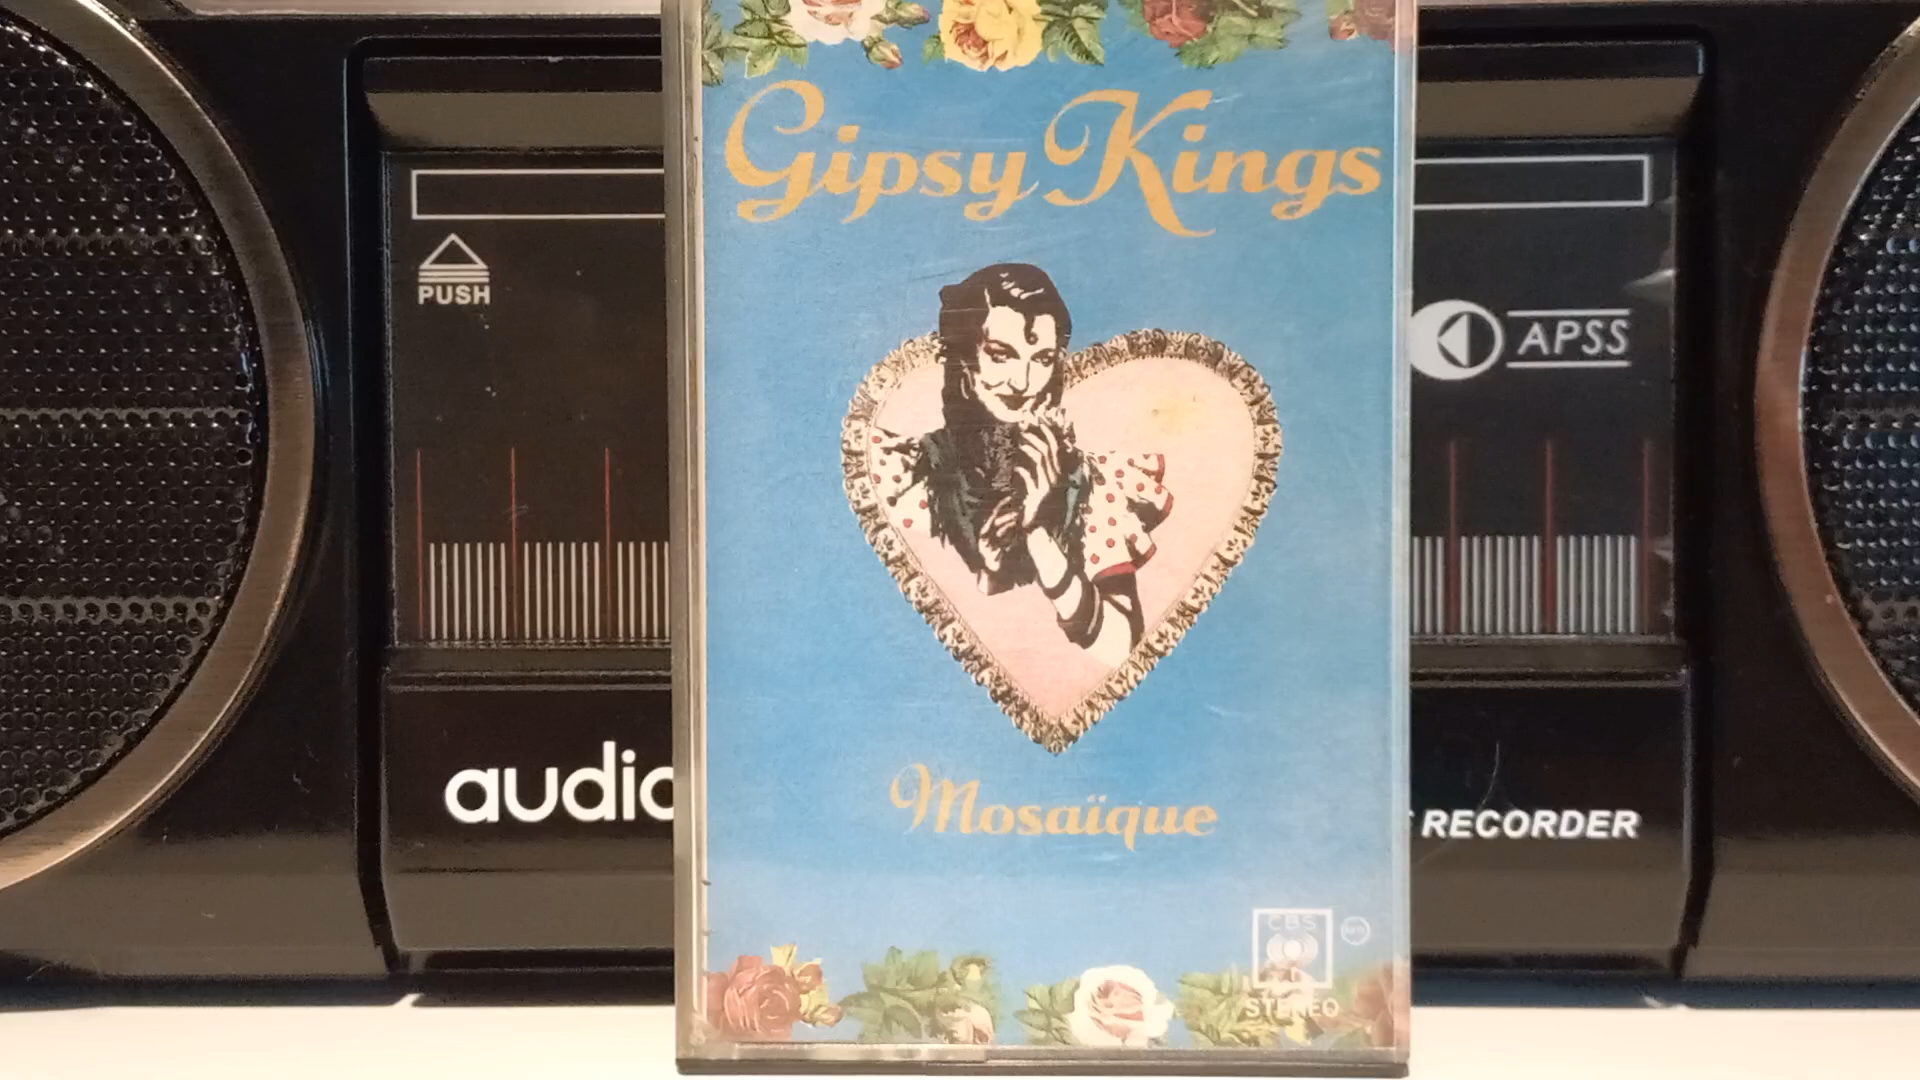 Gipsy Kings
PUSH
APSS
Mosaïque
audio
RECORDER
CBS
STEREO